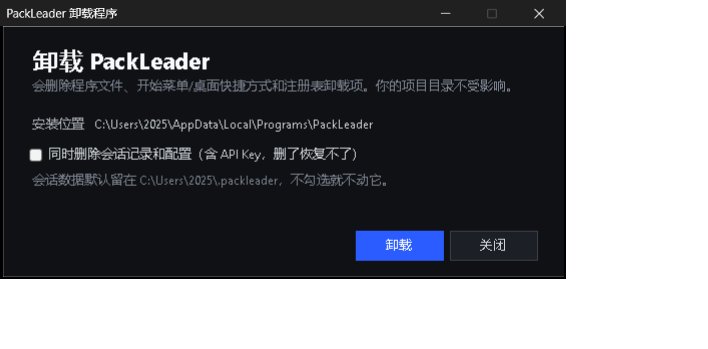 PackLeader 卸载程序
卸载 PackLeader
会删除程序文件、开始菜单/桌面快捷方式和注册表卸载项。你的项目目录不受影响。
安装位置 C:\Users\2025\AppData\Local\Programs\PackLeader
同时删除会话记录和配置（含 API Key，删了恢复不了）
会话数据默认留在 C:\Users\2025\.packleader，不勾选就不动它。
卸载 关闭